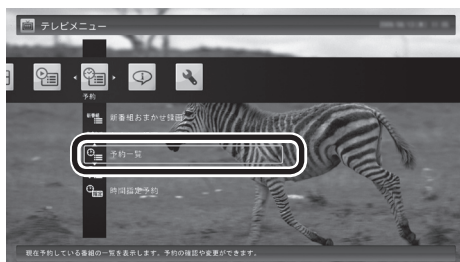 テレビメニュー
予約
新番組おまかせ録画
予約一覧
時間指定予約
現在予約している番組の一覧を表示します。予約の確認や変更ができます。